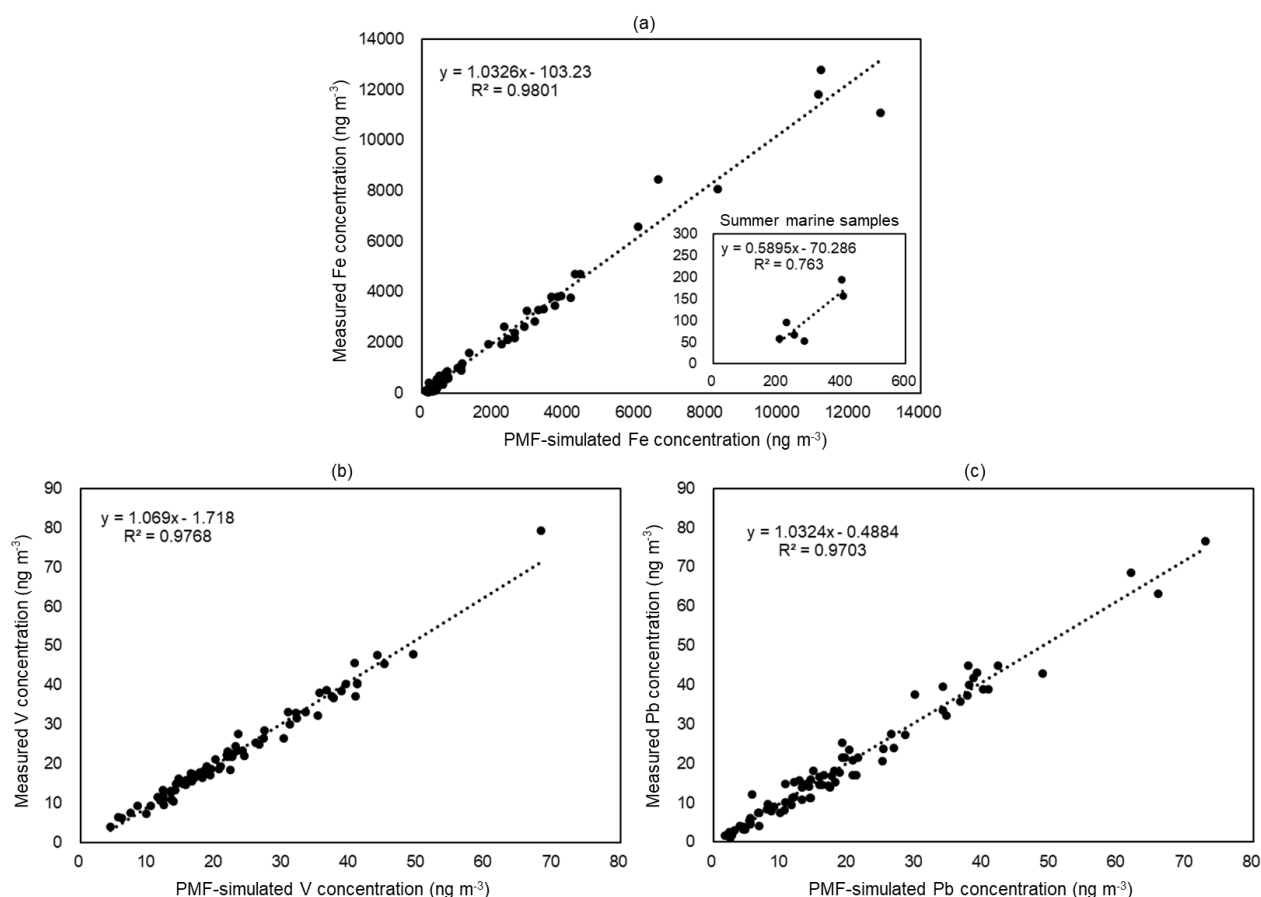 (a)
14000
12000
10000
8000
6000
4000
2000
0
Measured Fe concentration (ng m-3)
y = 1.0326x - 103.23
R² = 0.9801
Summer marine samples
300
250
200
150
100
50
0
y = 0.5895x - 70.286
R² = 0.763
0 200 400 600
0 2000 4000 6000 8000 10000 12000 14000
PMF-simulated Fe concentration (ng m-3)
(b)
90
80
70
60
50
40
30
20
10
0
Measured V concentration (ng m-3)
y = 1.069x - 1.718
R² = 0.9768
0 10 20 30 40 50 60 70 80
PMF-simulated V concentration (ng m-3)
(c)
90
80
70
60
50
40
30
20
10
0
Measured Pb concentration (ng m-3)
y = 1.0324x - 0.4884
R² = 0.9703
0 10 20 30 40 50 60 70 80
PMF-simulated Pb concentration (ng m-3)